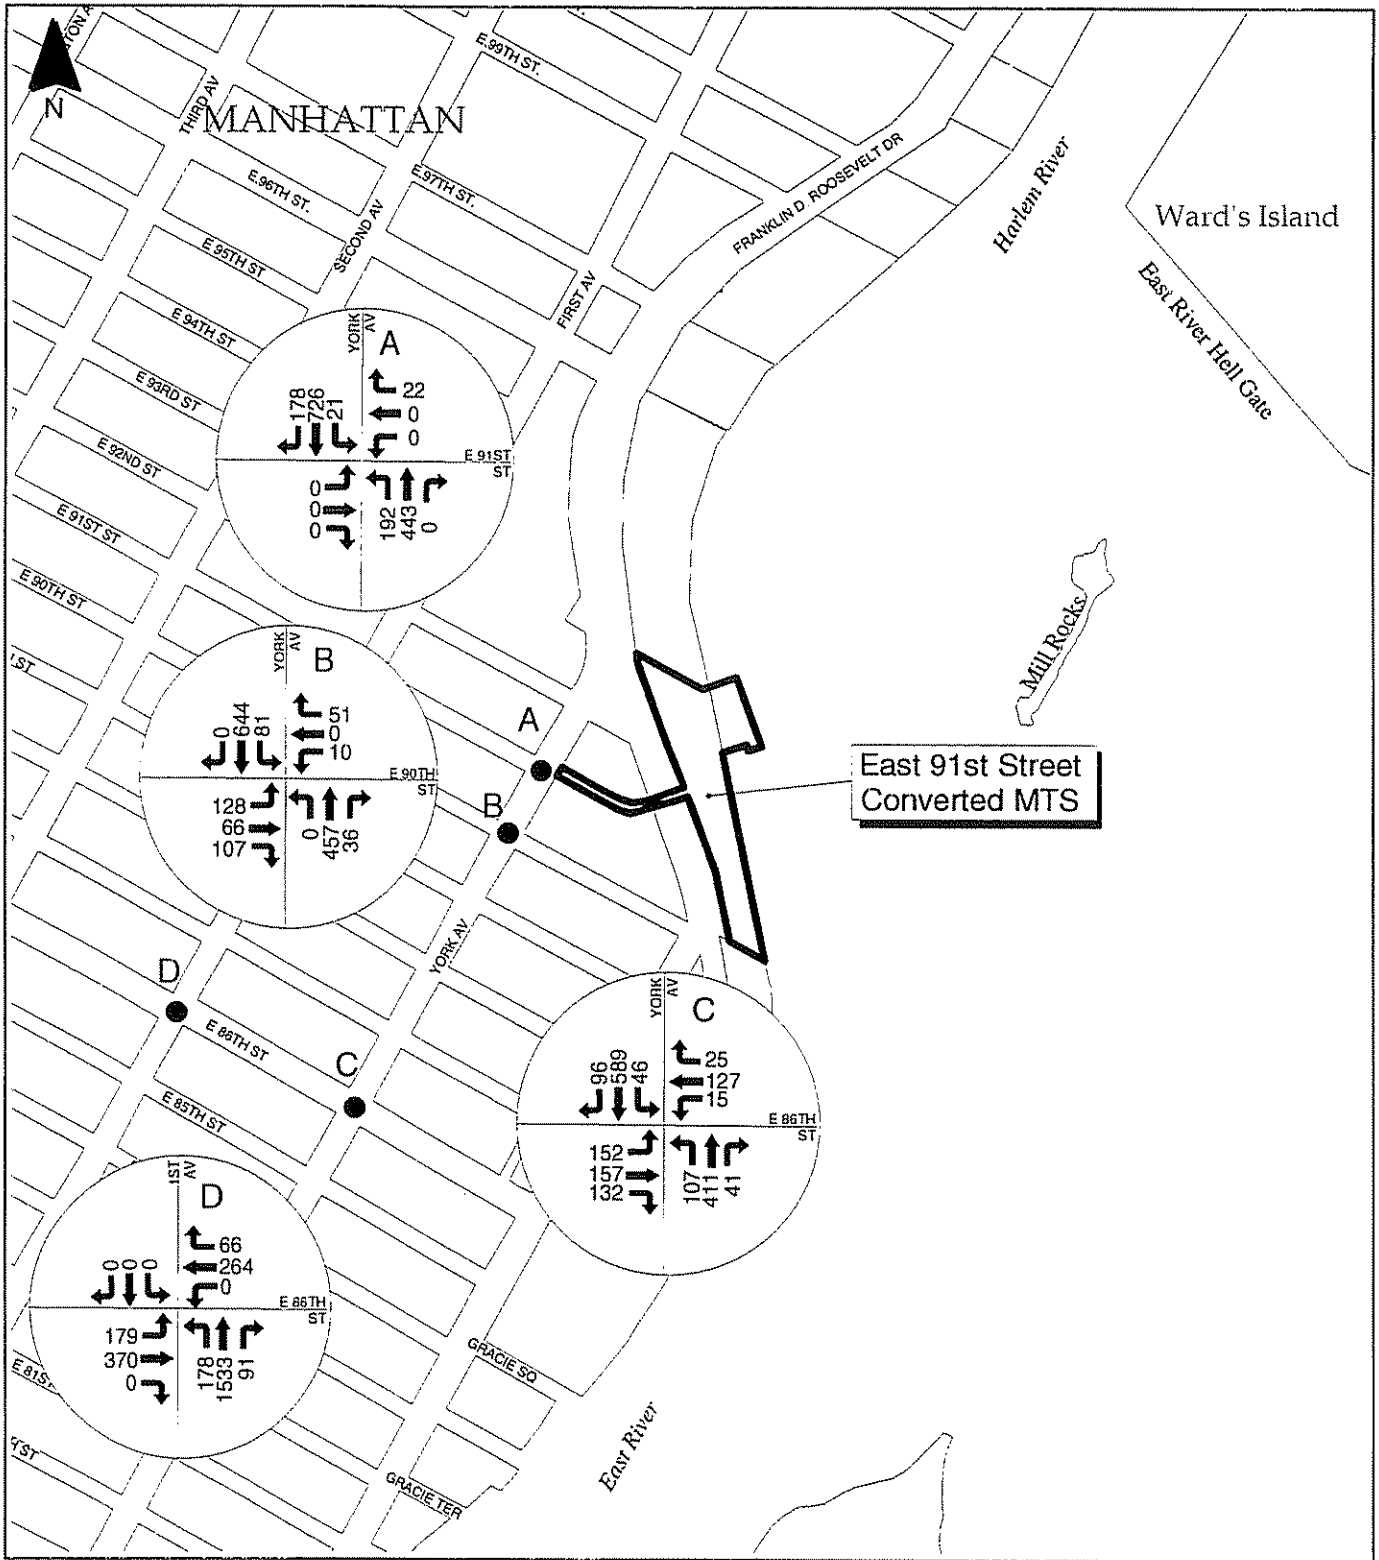 N
MANHATTAN
THIRD AV
E.99TH ST.
E.96TH ST.
E.97TH ST.
SECOND AV
E 95TH ST
FIRST AV
FRANKLIN D. ROOSEVELT DR
Harlem River
Ward's Island
East River Hell Gate
E 94TH ST
E 93RD ST
E 92ND ST
E 91ST ST
E 90TH ST
YORK AV
A
178 726 21
22
0
0
E 91ST ST
0
0
0
192 443 0
Mill Rocks
YORK AV
B
0 644 81
51
0
10
E 90TH ST
128
66
107
0 457 36
A
B
East 91st Street
Converted MTS
YORK AV
D
E 86TH ST
C
E 85TH ST
YORK AV
C
96 589 46
25
127
15
E 86TH ST
152
157
132
107 411 41
1ST AV
D
0 0 0
66
264
0
E 86TH ST
179
370
0
178 1533 91
GRACIE SQ
East River
GRACIE TER